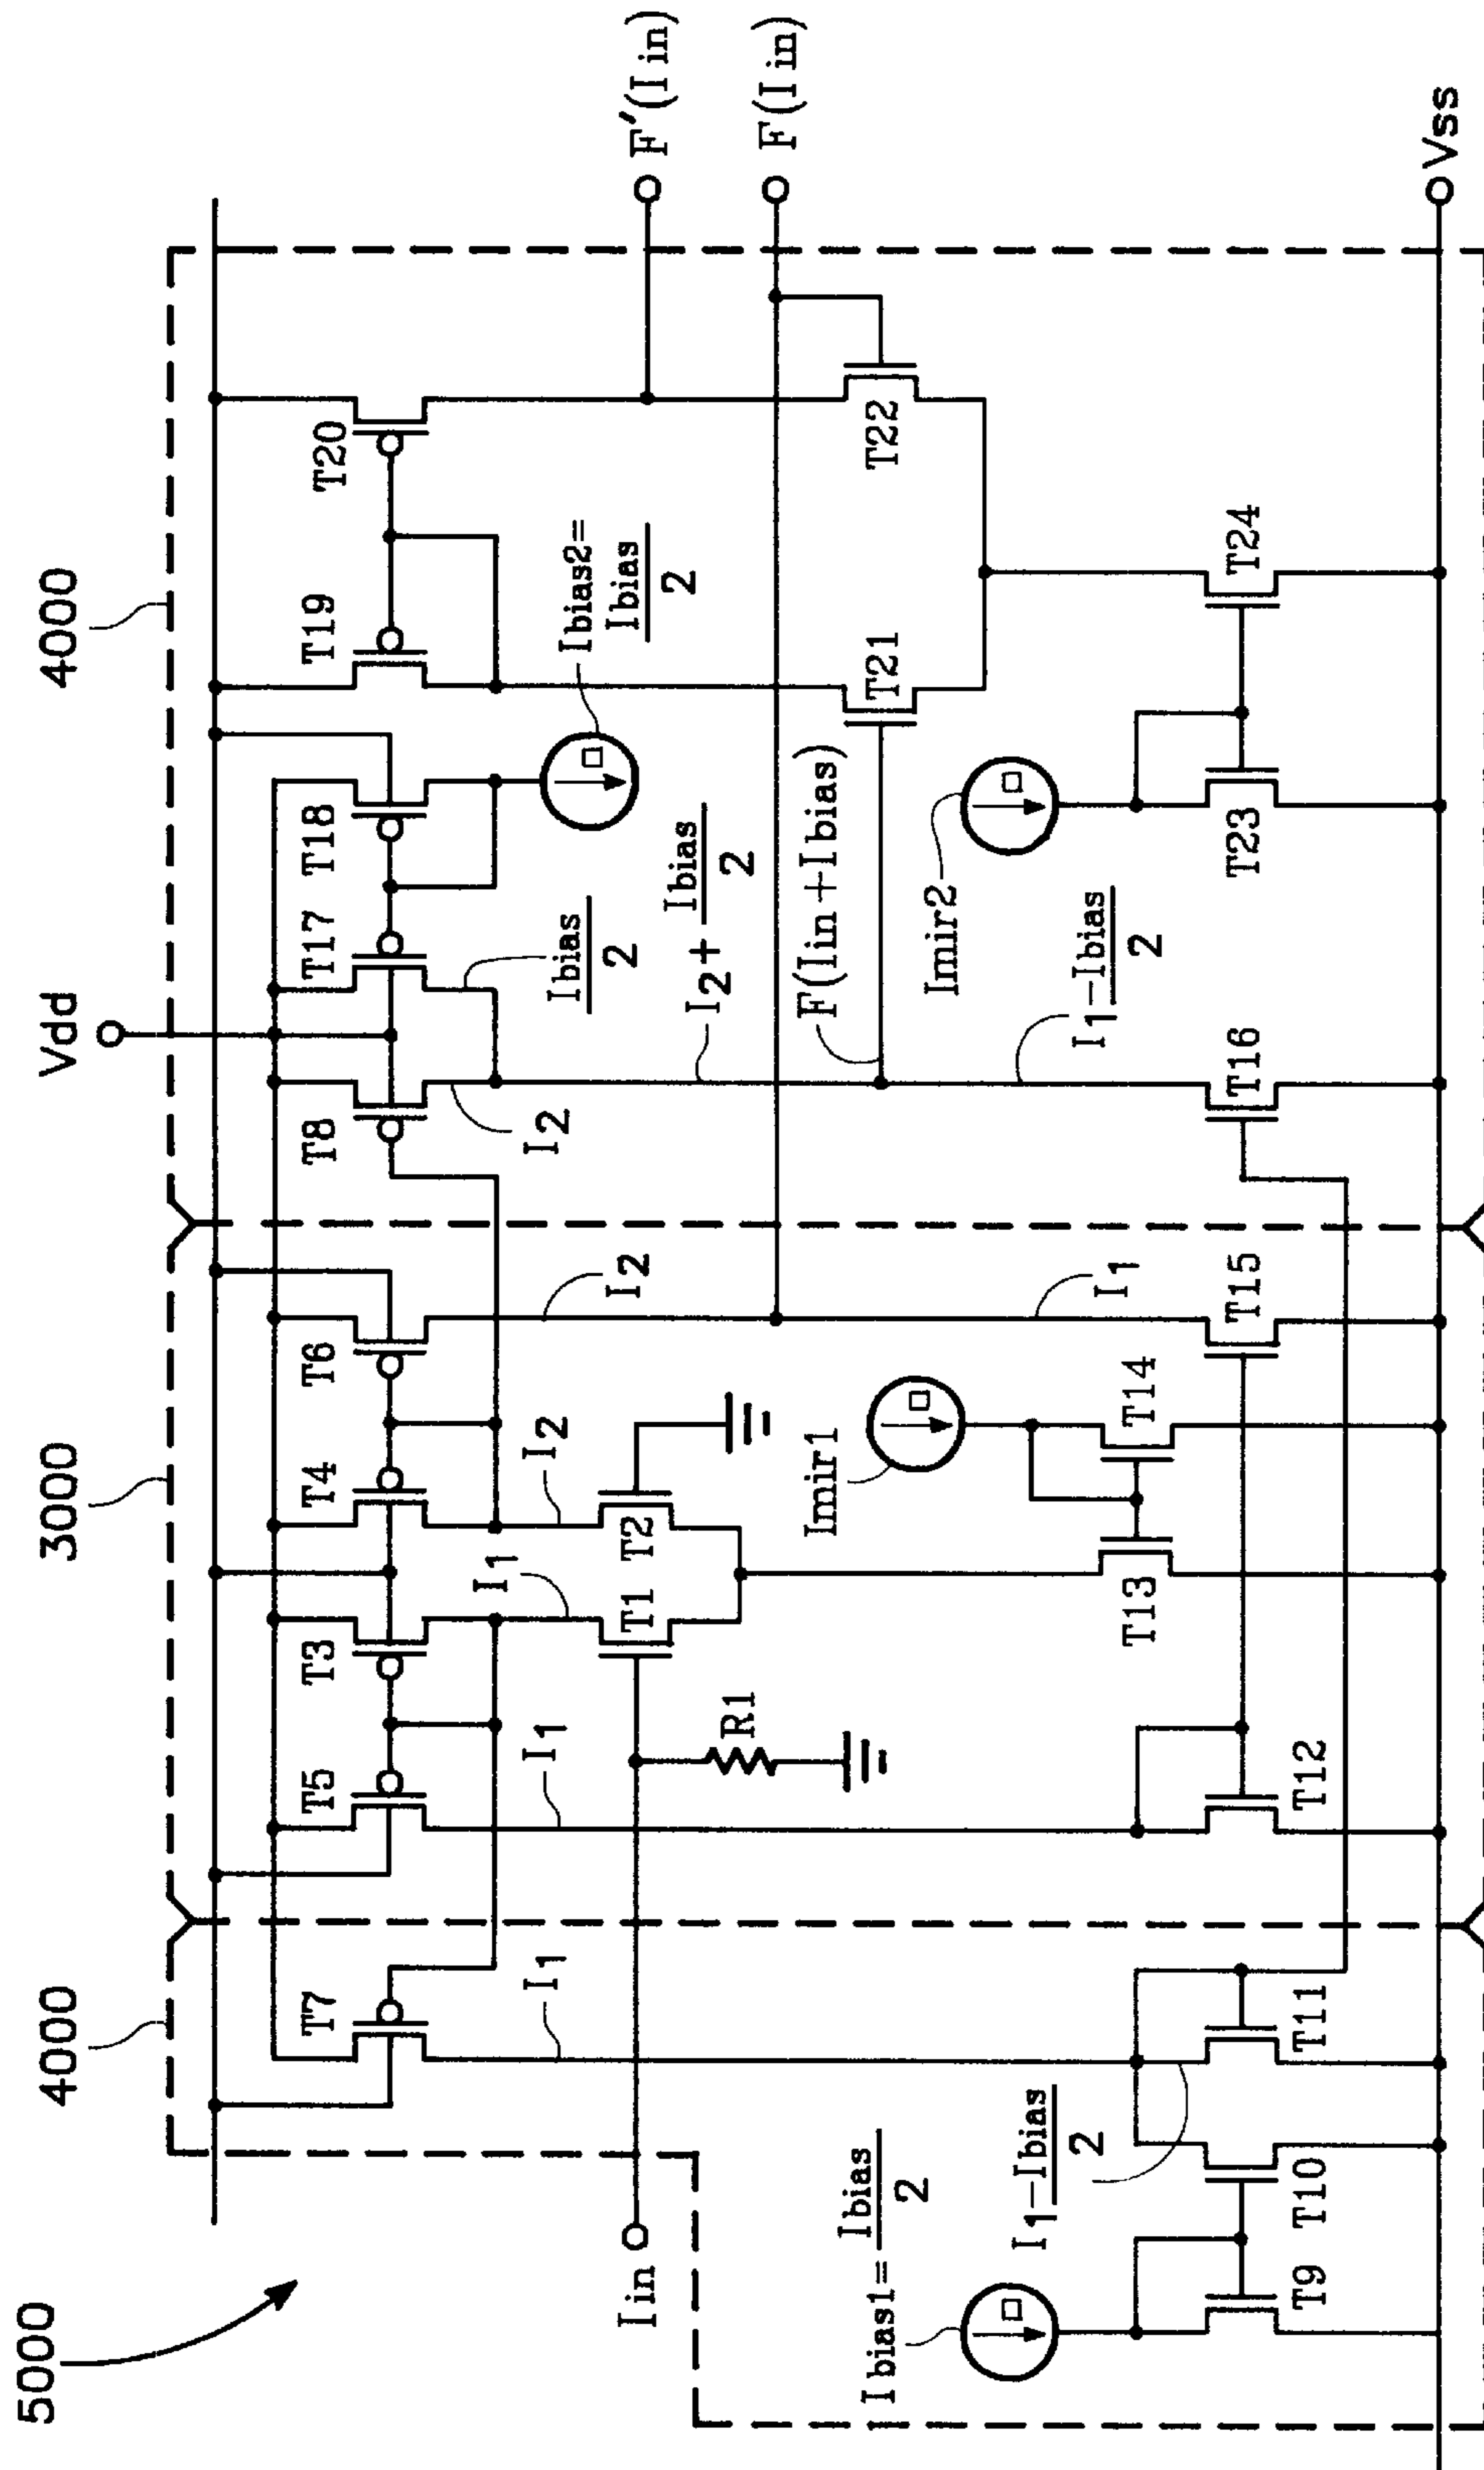 5000
4000
3000
4000
Vdd
T7
T5
T3
T4
T6
T8
T17
T18
T19
T20
I1
I1
I1
I2
I2
I2
Ibias
2
Ibias2=
Ibias
2
F'(Iin)
F(Iin)
Iin
R1
T1
T2
I2+
Ibias
2
F(Iin+Ibias)
T21
T22
Ibias1=
Ibias
2
I1-Ibias
2
Imir1
I1
I1-Ibias
2
Imir2
T9
T10
T11
T12
T13
T14
T15
T16
T23
T24
Vss